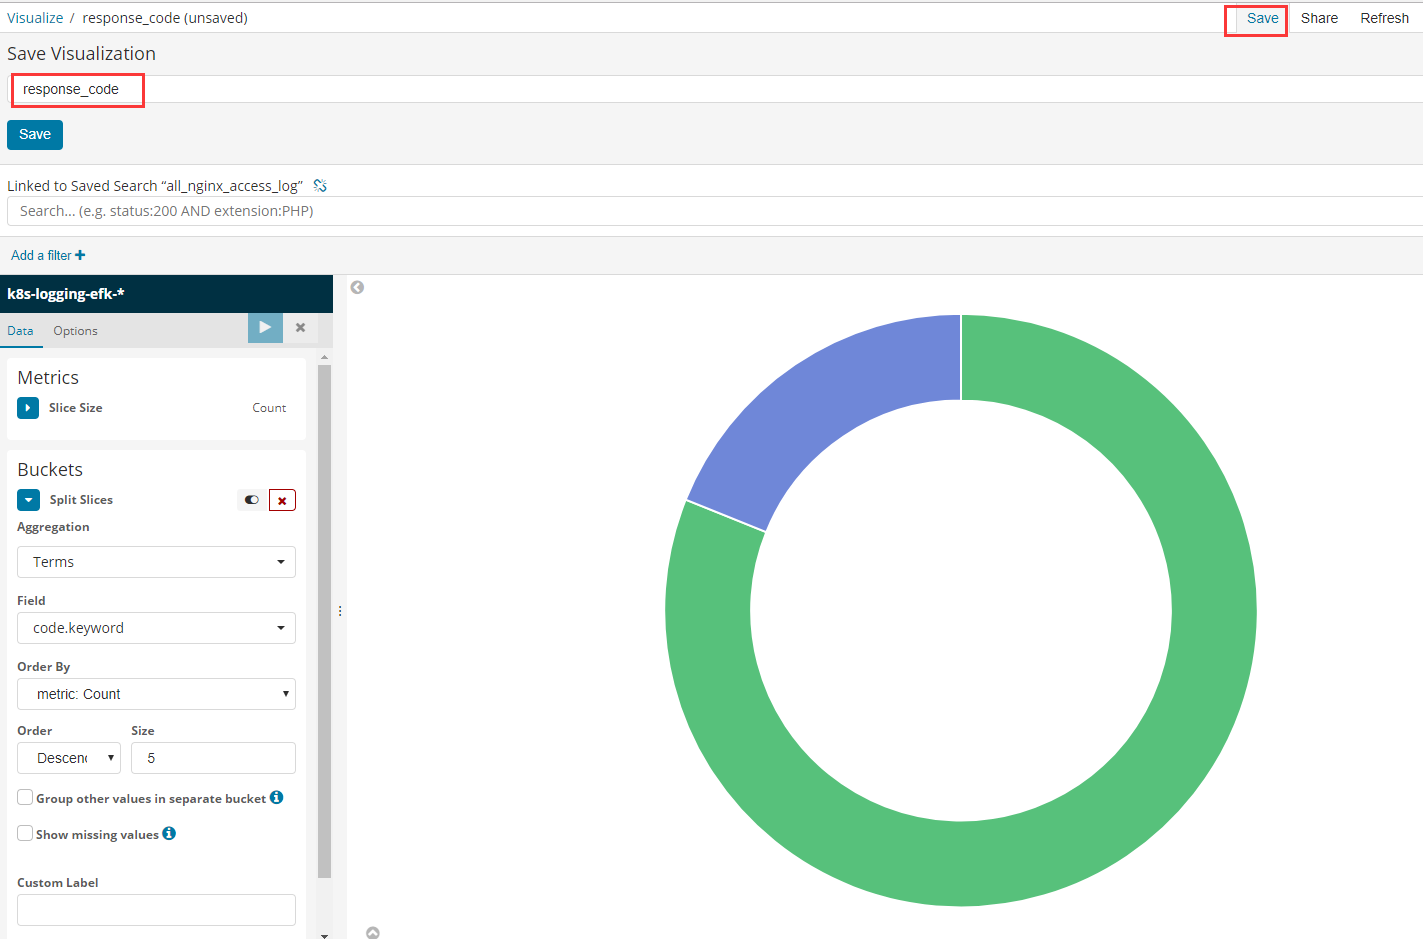 Visualize / response_code (unsaved)
Save Share Refresh
Save Visualization
response_code
Save
Linked to Saved Search “all_nginx_access_log”
Search... (e.g. status:200 AND extension:PHP)
Add a filter +
k8s-logging-efk-*
Data Options
Metrics
Slice Size Count
Buckets
Split Slices
Aggregation
Terms
Field
code.keyword
Order By
metric: Count
Order Size
Descen 5
Group other values in separate bucket
Show missing values
Custom Label